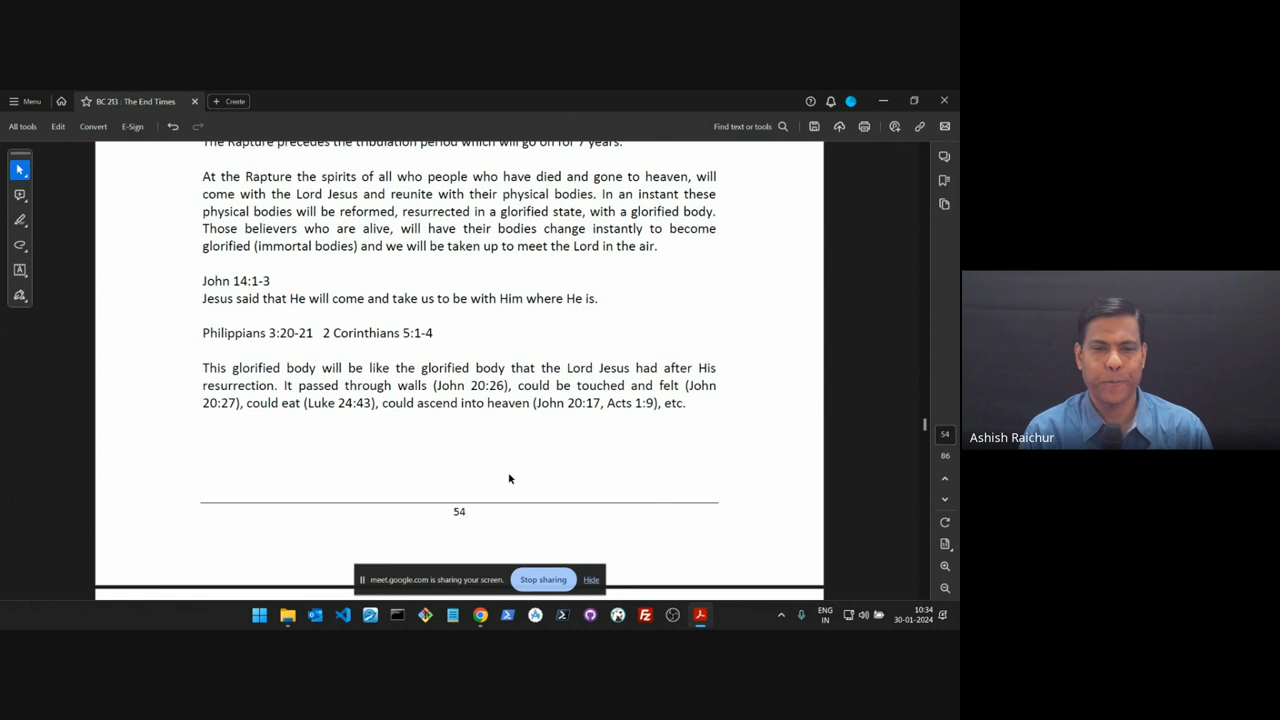 Menu
BC 213 : The End Times
Create
All tools
Edit
Convert
E-Sign
Find text or tools
The Rapture precedes the tribulation period which will go on for 7 years.
At the Rapture the spirits of all who people who have died and gone to heaven, will
come with the Lord Jesus and reunite with their physical bodies. In an instant these
physical bodies will be reformed, resurrected in a glorified state, with a glorified body.
Those believers who are alive, will have their bodies change instantly to become
glorified (immortal bodies) and we will be taken up to meet the Lord in the air.
John 14:1-3
Jesus said that He will come and take us to be with Him where He is.
Philippians 3:20-21 2 Corinthians 5:1-4
This glorified body will be like the glorified body that the Lord Jesus had after His
resurrection. It passed through walls (John 20:26), could be touched and felt (John
20:27), could eat (Luke 24:43), could ascend into heaven (John 20:17, Acts 1:9), etc.
54
54
86
Ashish Raichur
meet.google.com is sharing your screen.
Stop sharing
Hide
ENG
IN
10:34
30-01-2024